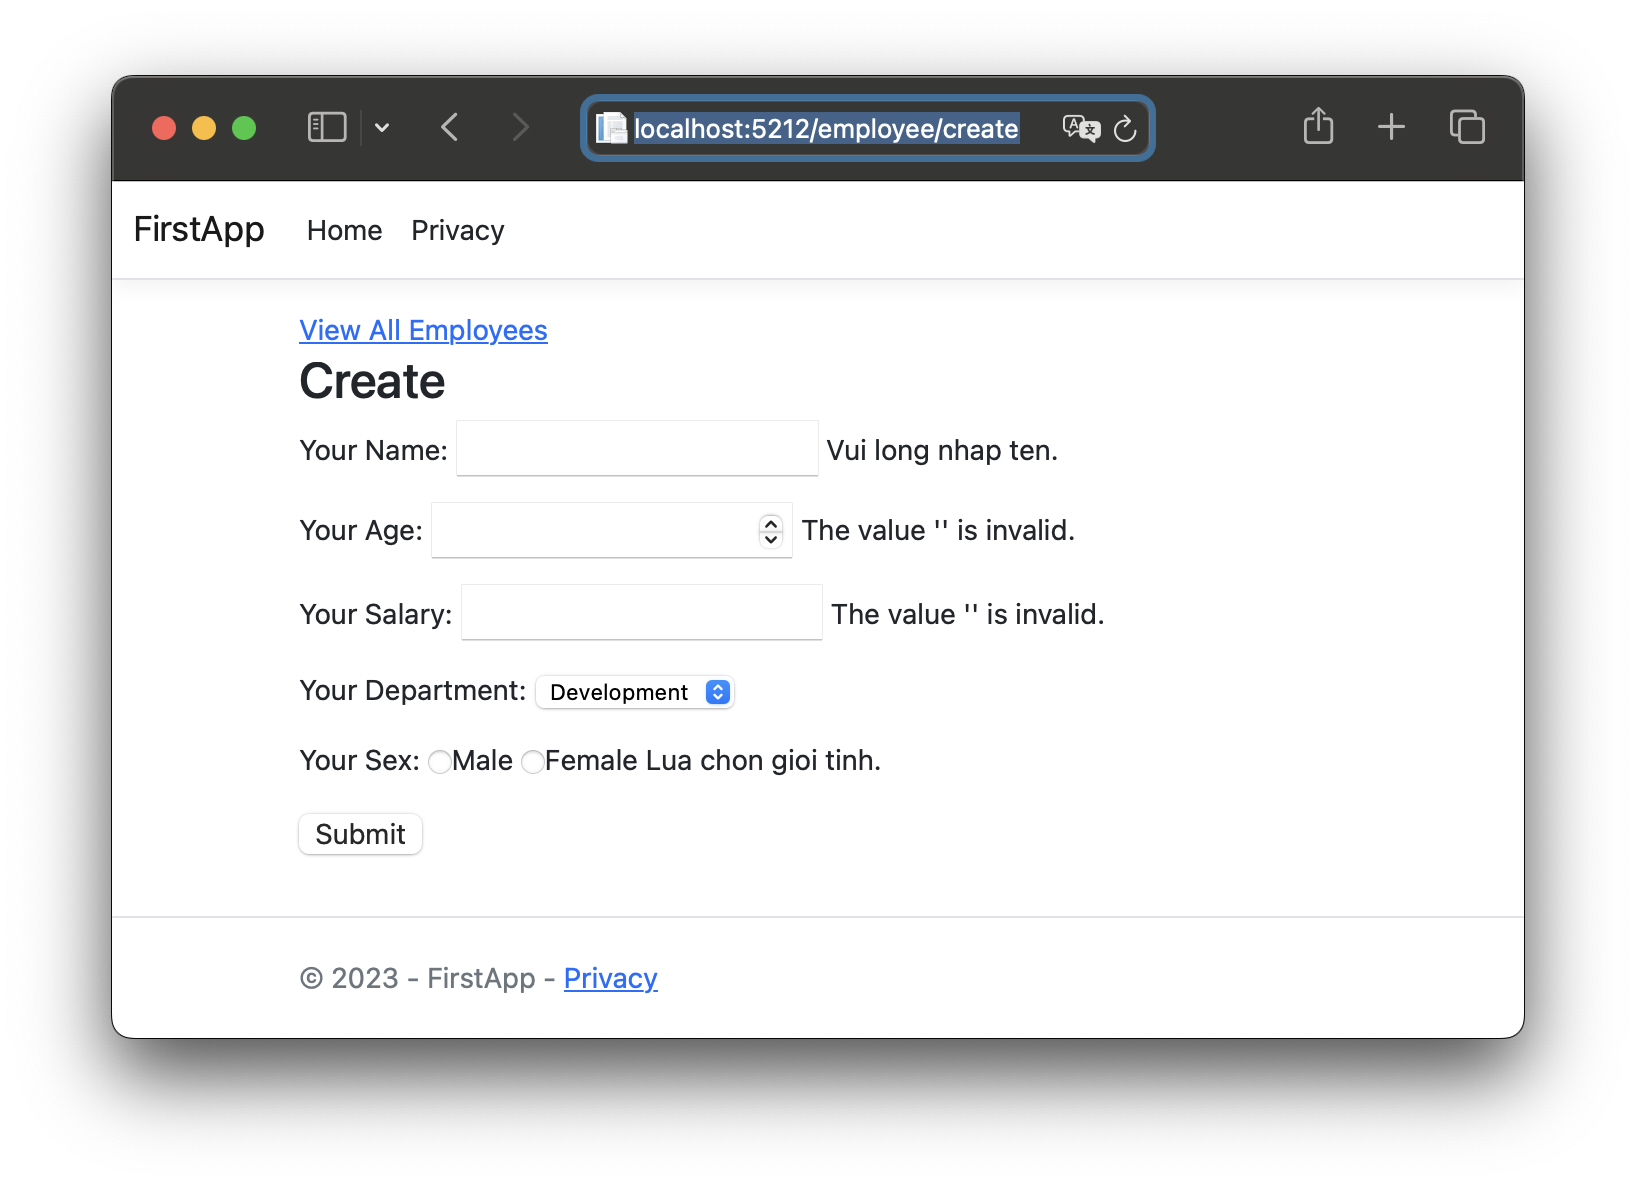 localhost:5212/employee/create
FirstApp Home Privacy
View All Employees
Create
Your Name: Vui long nhap ten.
Your Age: The value '' is invalid.
Your Salary: The value '' is invalid.
Your Department: Development
Your Sex: Male Female Lua chon gioi tinh.
Submit
© 2023 - FirstApp - Privacy